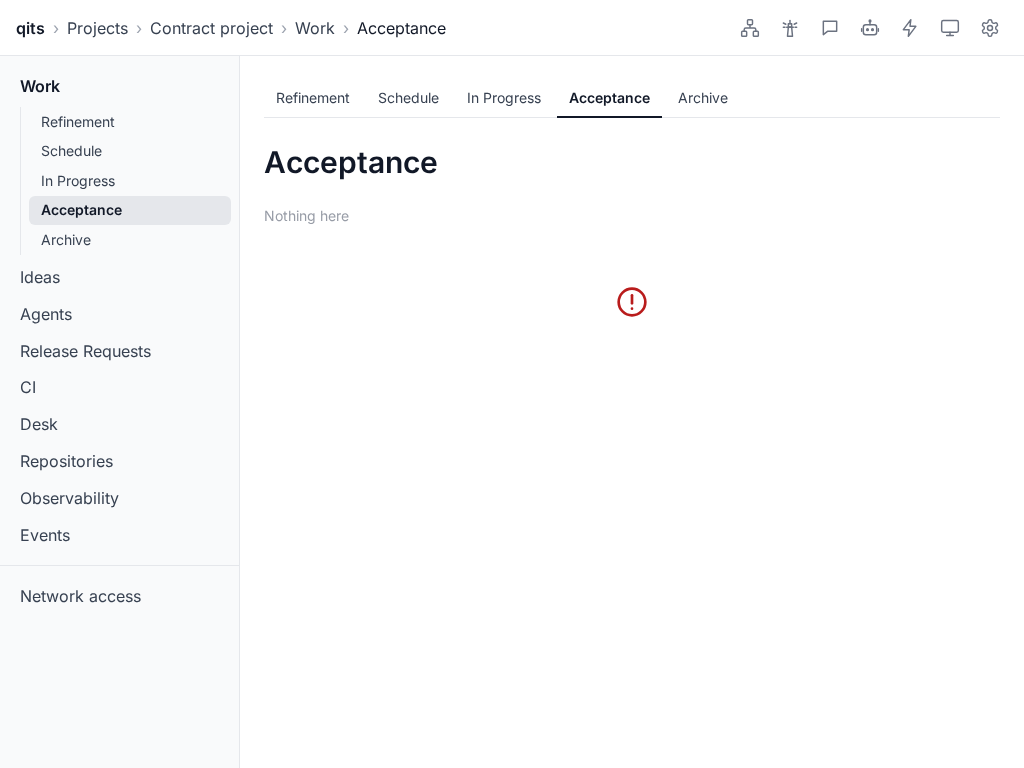 qits › Projects › Contract project › Work › Acceptance
Work
Refinement
Schedule
In Progress
Acceptance
Archive
Ideas
Agents
Release Requests
CI
Desk
Repositories
Observability
Events
Network access
Refinement Schedule In Progress Acceptance Archive
Acceptance
Nothing here